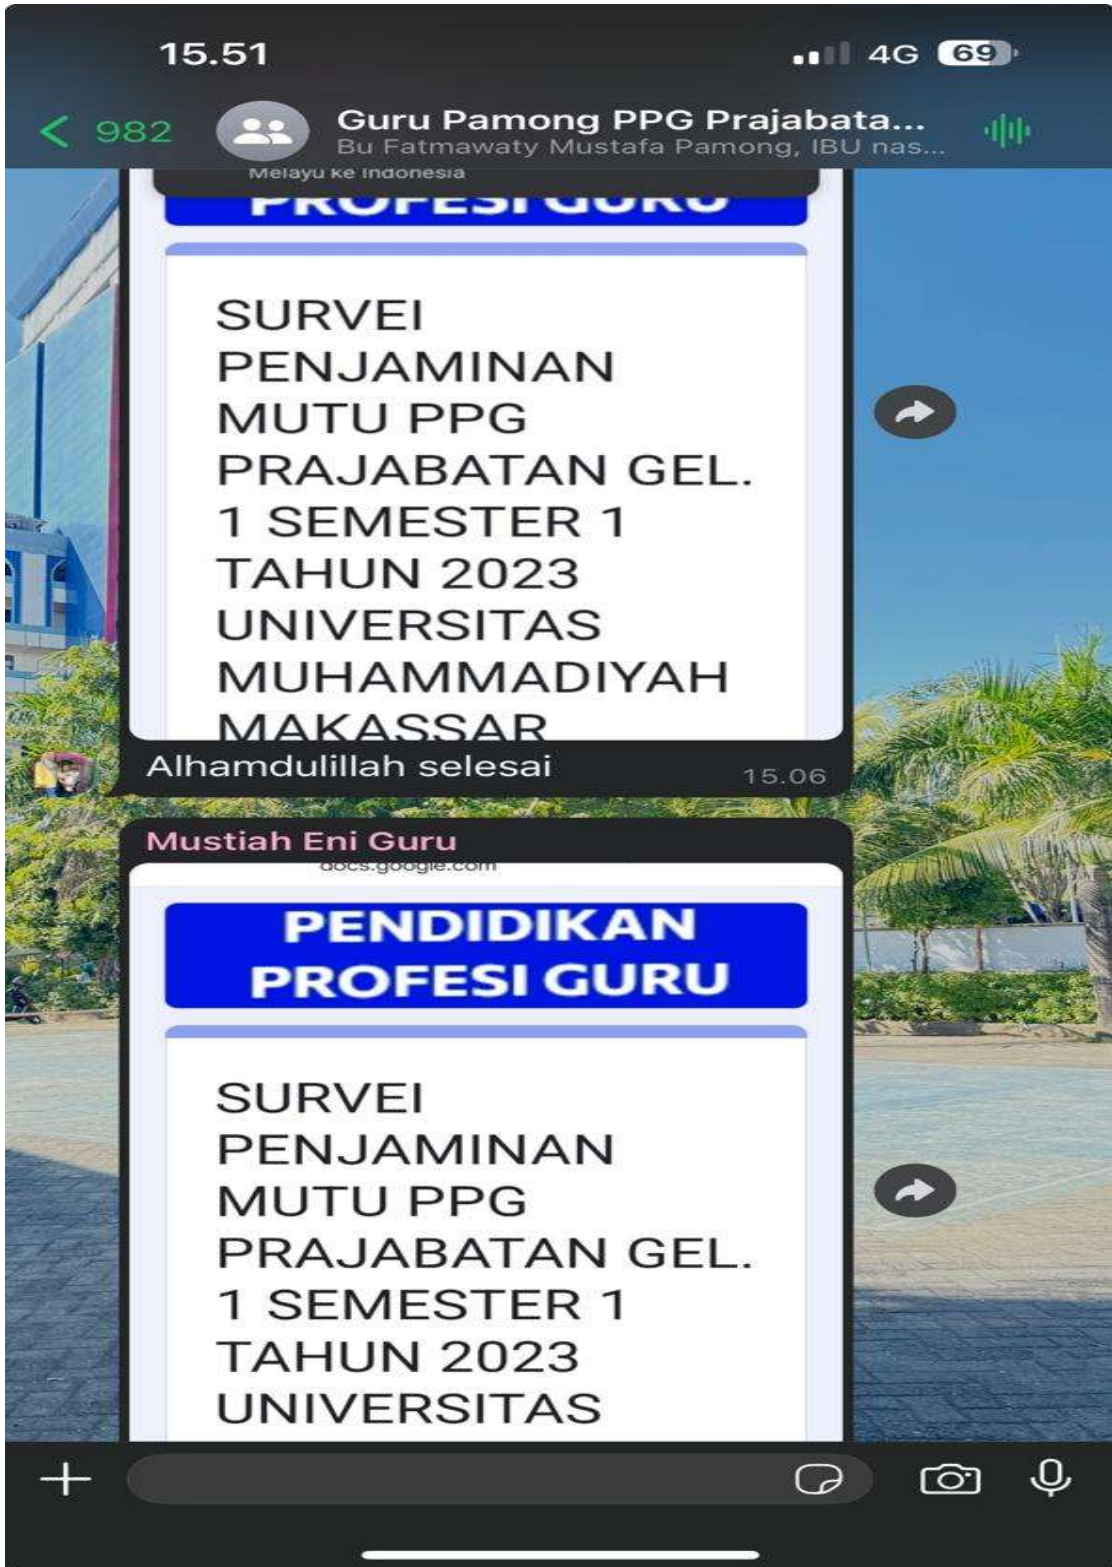 15.51
4G 69
982
Guru Pamong PPG Prajabata...
Bu Fatmawaty Mustafa Pamong, IBU nas...
Melayu ke Indonesia
PROFESI GURU
SURVEI
PENJAMINAN
MUTU PPG
PRAJABATAN GEL.
1 SEMESTER 1
TAHUN 2023
UNIVERSITAS
MUHAMMADIYAH
MAKASSAR
Alhamdulillah selesai
15.06
Mustiah Eni Guru
docs.google.com
PENDIDIKAN
PROFESI GURU
SURVEI
PENJAMINAN
MUTU PPG
PRAJABATAN GEL.
1 SEMESTER 1
TAHUN 2023
UNIVERSITAS